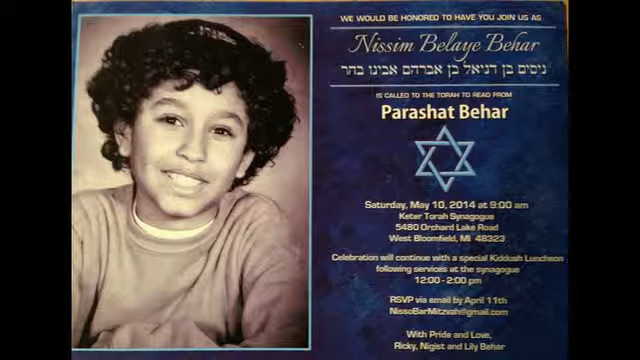 WE WOULD BE HONORED TO HAVE YOU JOIN US AS
Nissim Belaye Behar
ניסים בן דניאל בן אברהם אבינו בהר
IS CALLED TO THE TORAH TO READ FROM
Parashat Behar
Saturday, May 10, 2014 at 9:00 am
Keter Torah Synagogue
5480 Orchard Lake Road
West Bloomfield, MI 48323
Celebration will continue with a special Kiddush Luncheon
following services at the synagogue
12:00 - 2:00 pm
RSVP via email by April 11th
NissoBarMitzvah@gmail.com
With Pride and Love,
Ricky, Nigist and Lily Behar